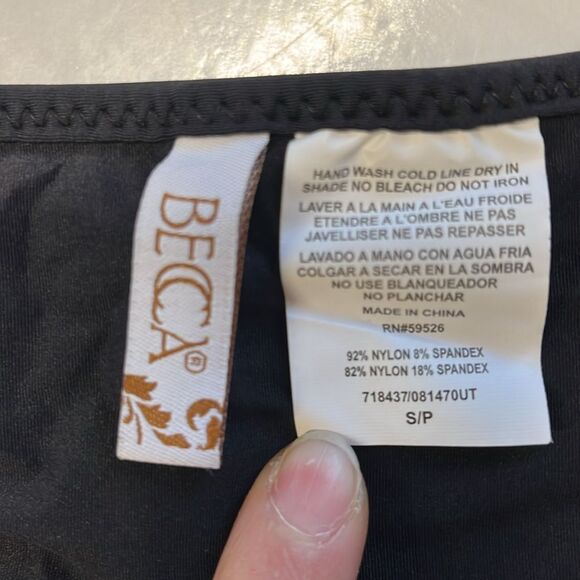 BECCA®
HAND WASH COLD LINE DRY IN
SHADE NO BLEACH DO NOT IRON
LAVER A LA MAIN A L'EAU FROIDE
ETENDRE A L'OMBRE NE PAS
JAVELLISER NE PAS REPASSER
LAVADO A MANO CON AGUA FRIA
COLGAR A SECAR EN LA SOMBRA
NO USE BLANQUEADOR
NO PLANCHAR
MADE IN CHINA
RN#59526
92% NYLON 8% SPANDEX
82% NYLON 18% SPANDEX
718437/081470UT
S/P